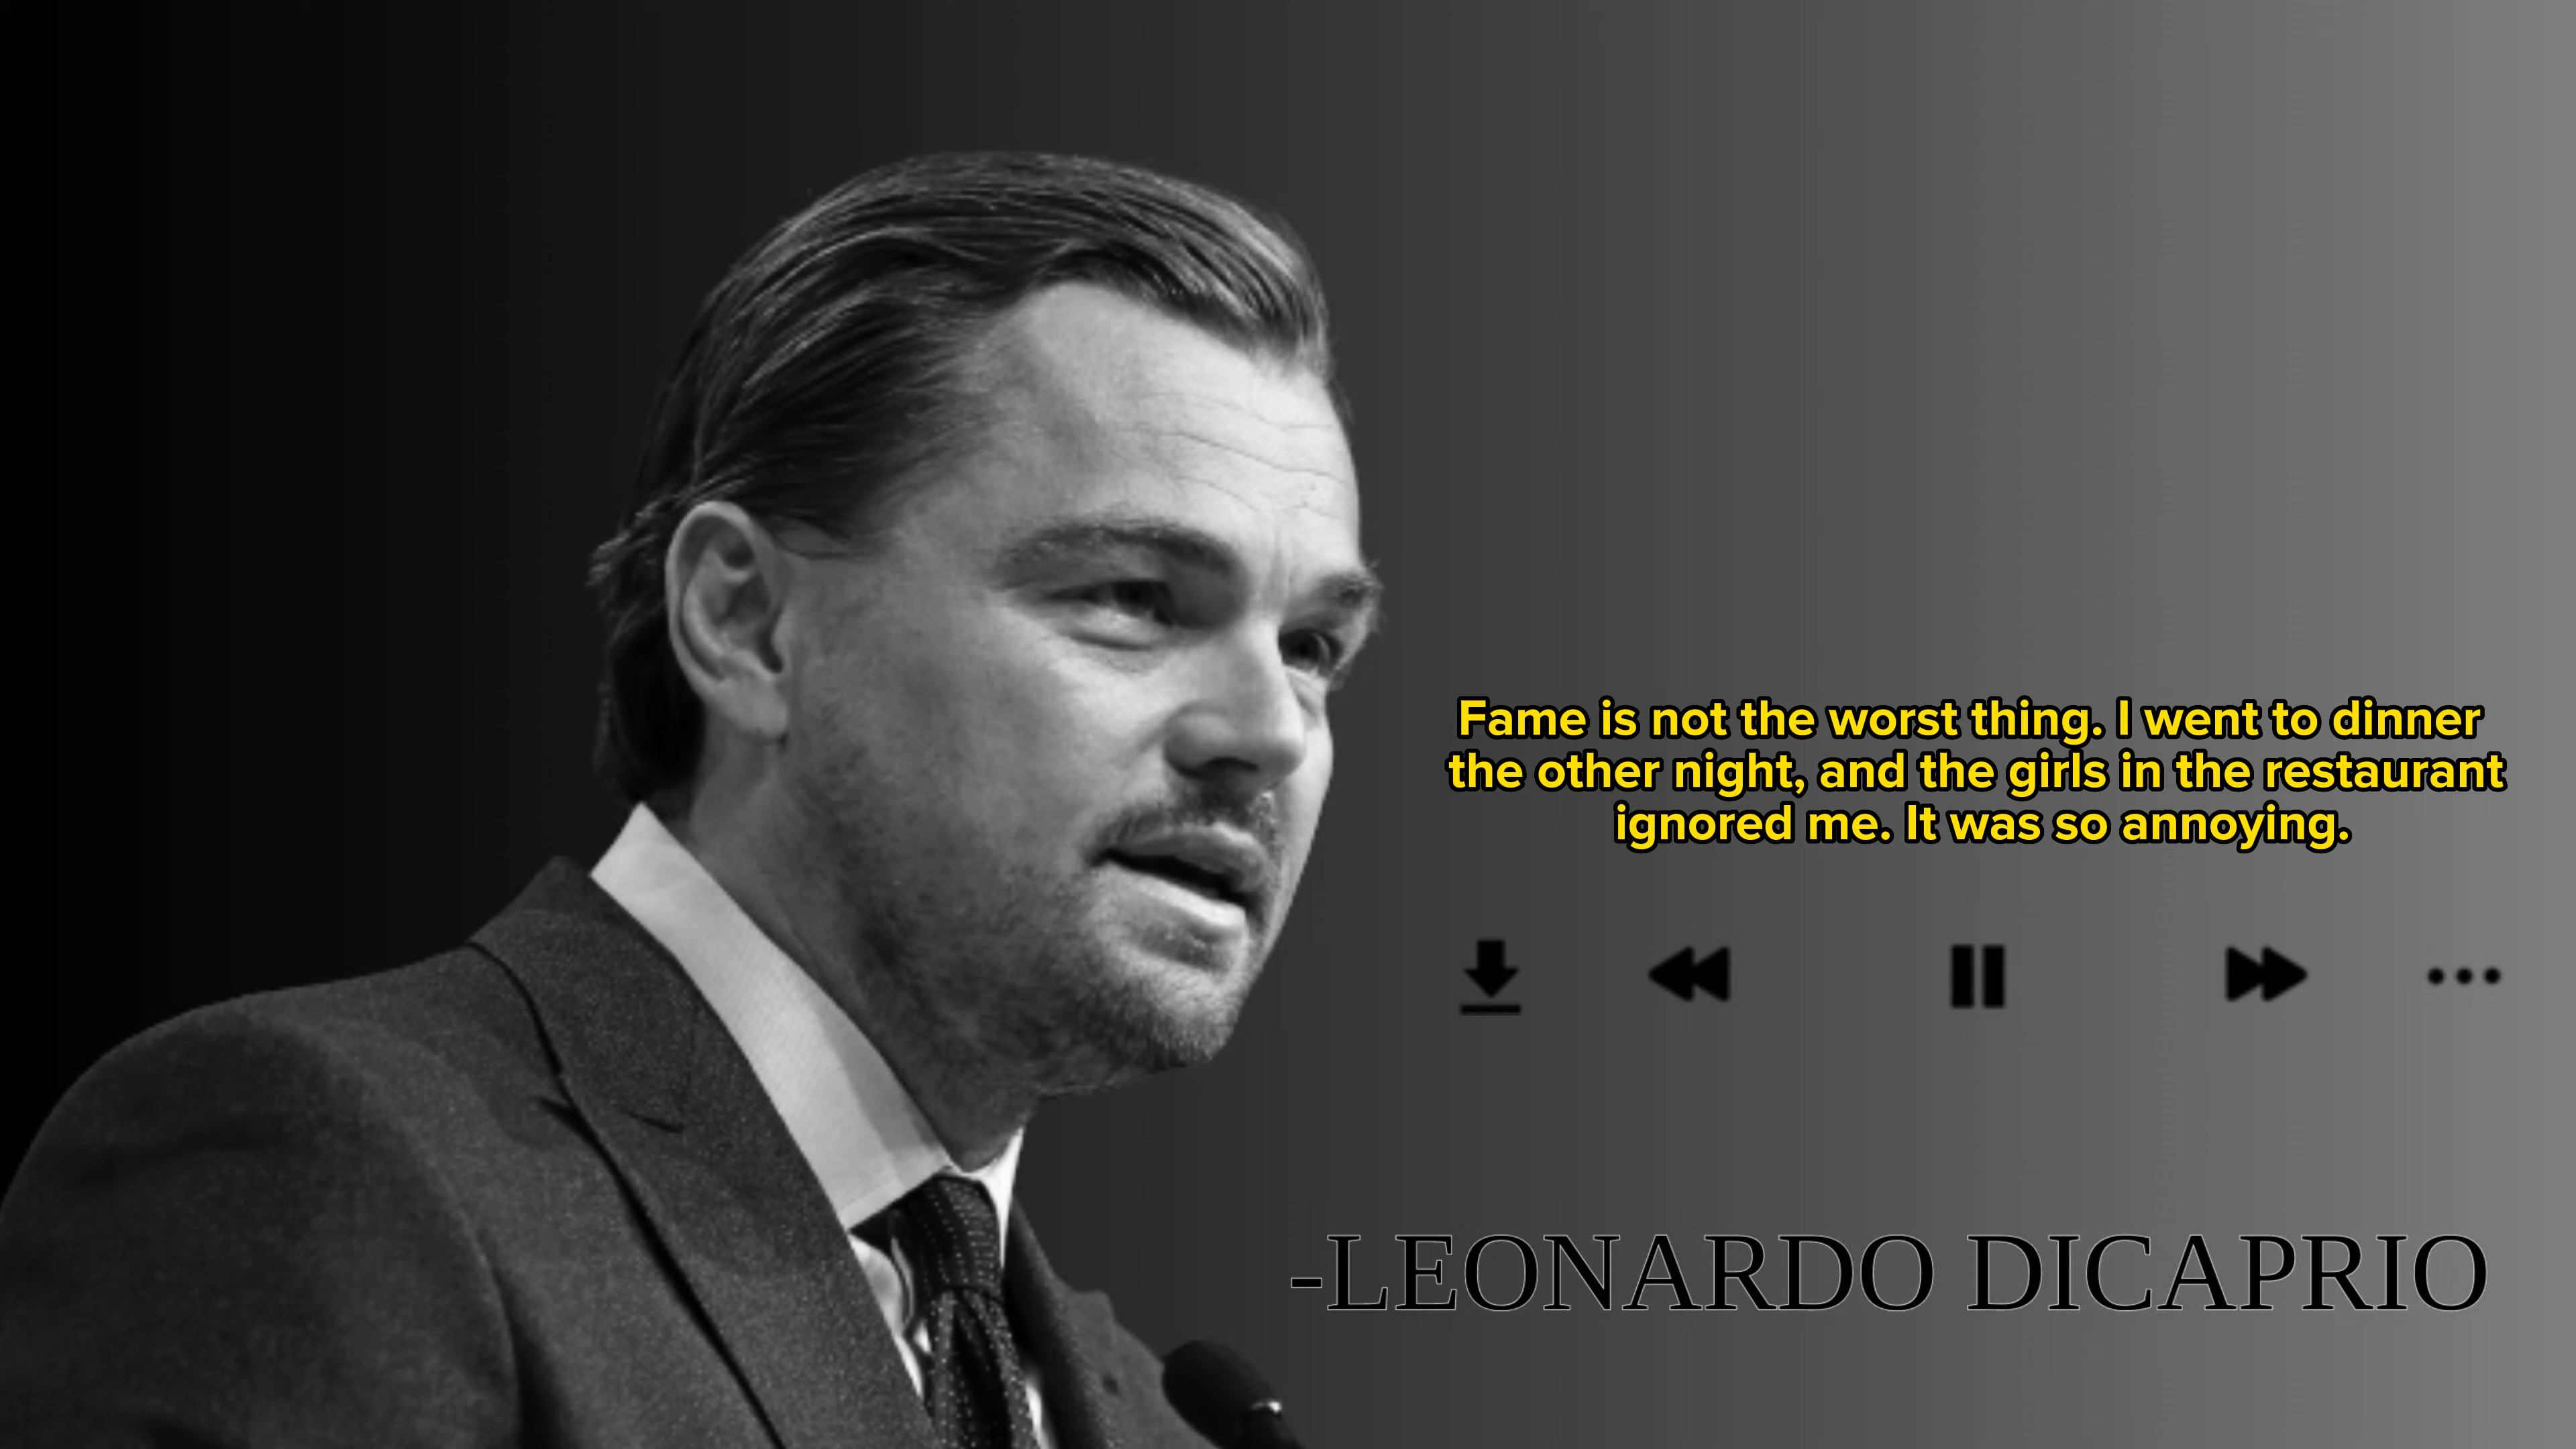 Fame is not the worst thing. I went to dinner
the other night, and the girls in the restaurant
ignored me. It was so annoying.
-LEONARDO DICAPRIO